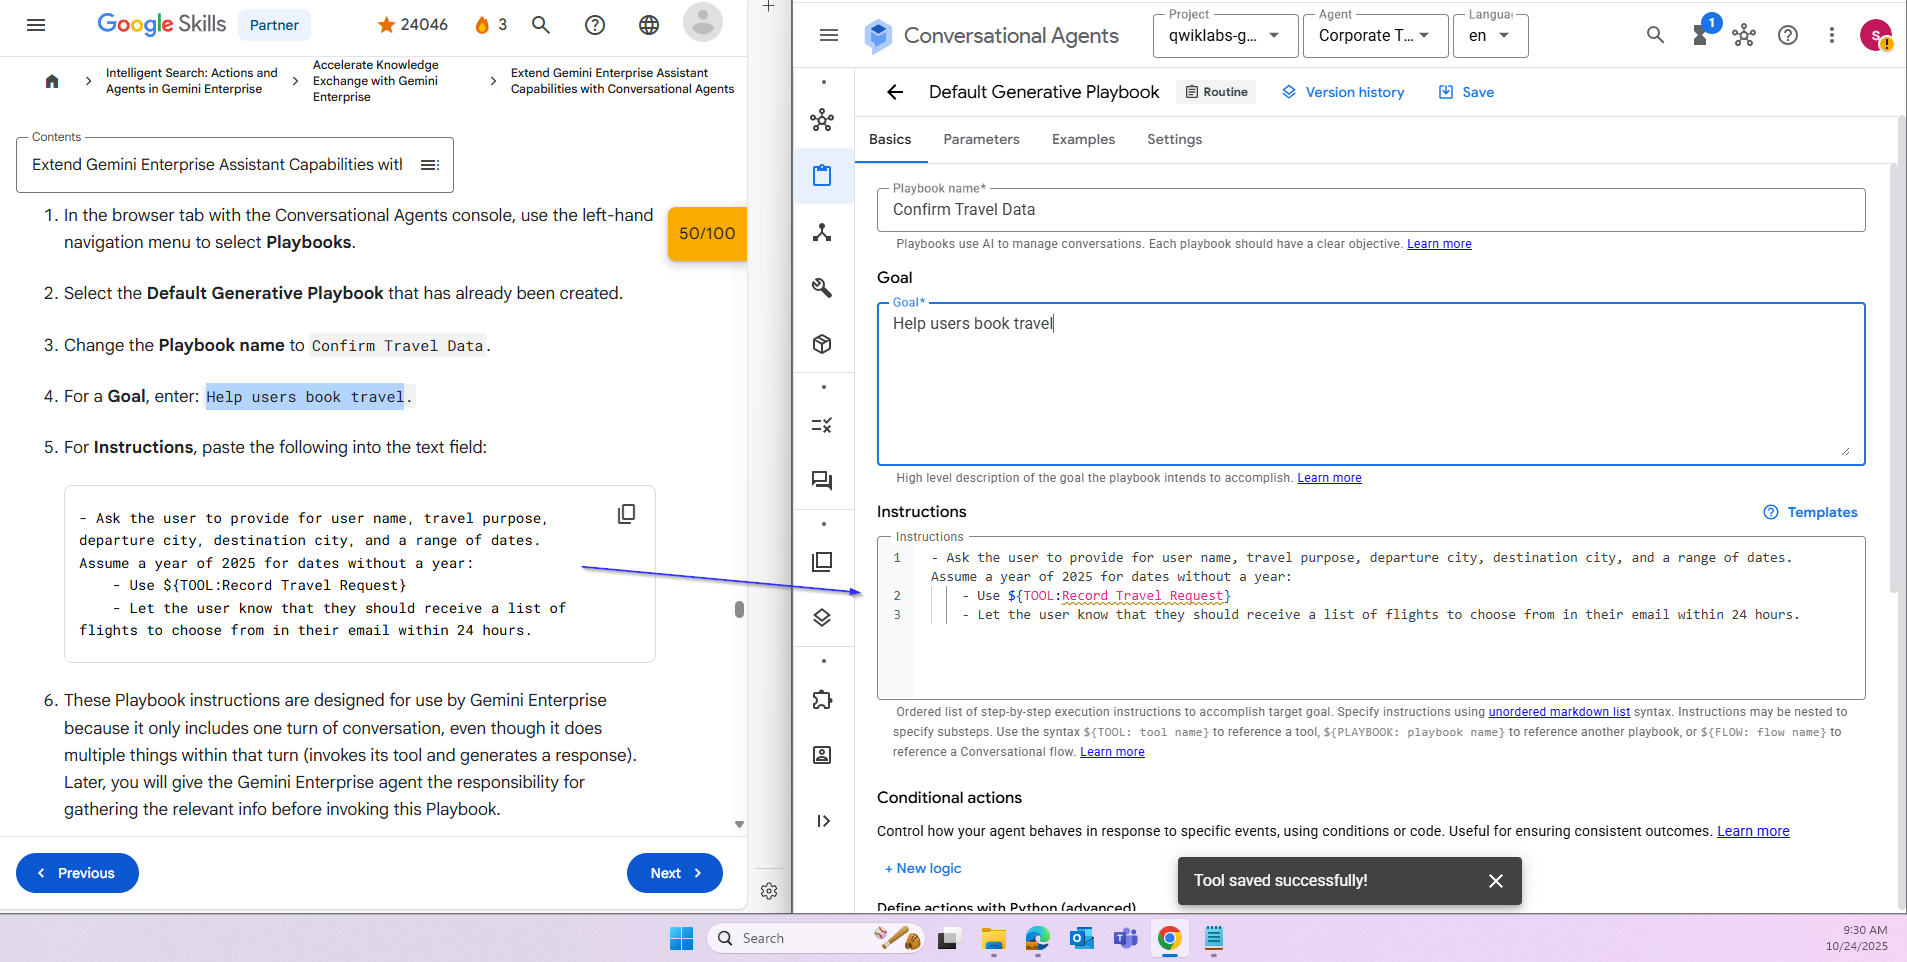 Google Skills
Partner
24046
3
Intelligent Search: Actions and
Agents in Gemini Enterprise
Accelerate Knowledge
Exchange with Gemini
Enterprise
Extend Gemini Enterprise Assistant
Capabilities with Conversational Agents
Contents
Extend Gemini Enterprise Assistant Capabilities with
1. In the browser tab with the Conversational Agents console, use the left-hand
navigation menu to select Playbooks.
50/100
2. Select the Default Generative Playbook that has already been created.
3. Change the Playbook name to Confirm Travel Data.
4. For a Goal, enter: Help users book travel.
5. For Instructions, paste the following into the text field:
- Ask the user to provide for user name, travel purpose,
departure city, destination city, and a range of dates.
Assume a year of 2025 for dates without a year:
- Use ${TOOL:Record Travel Request}
- Let the user know that they should receive a list of
flights to choose from in their email within 24 hours.
6. These Playbook instructions are designed for use by Gemini Enterprise
because it only includes one turn of conversation, even though it does
multiple things within that turn (invokes its tool and generates a response).
Later, you will give the Gemini Enterprise agent the responsibility for
gathering the relevant info before invoking this Playbook.
Previous
Next
Conversational Agents
Project
qwiklabs-g...
Agent
Corporate T...
Langua
en
1
S
Default Generative Playbook
Routine
Version history
Save
Basics
Parameters
Examples
Settings
Playbook name*
Confirm Travel Data
Playbooks use AI to manage conversations. Each playbook should have a clear objective. Learn more
Goal
Goal*
Help users book travel
High level description of the goal the playbook intends to accomplish. Learn more
Instructions
Templates
Instructions
1 - Ask the user to provide for user name, travel purpose, departure city, destination city, and a range of dates.
Assume a year of 2025 for dates without a year:
2 - Use ${TOOL:Record Travel Request}
3 - Let the user know that they should receive a list of flights to choose from in their email within 24 hours.
Ordered list of step-by-step execution instructions to accomplish target goal. Specify instructions using unordered markdown list syntax. Instructions may be nested to
specify substeps. Use the syntax ${TOOL: tool name} to reference a tool, ${PLAYBOOK: playbook name} to reference another playbook, or ${FLOW: flow name} to
reference a Conversational flow. Learn more
Conditional actions
Control how your agent behaves in response to specific events, using conditions or code. Useful for ensuring consistent outcomes. Learn more
+ New logic
Tool saved successfully!
Define actions with Python (advanced)
Search
9:30 AM
10/24/2025